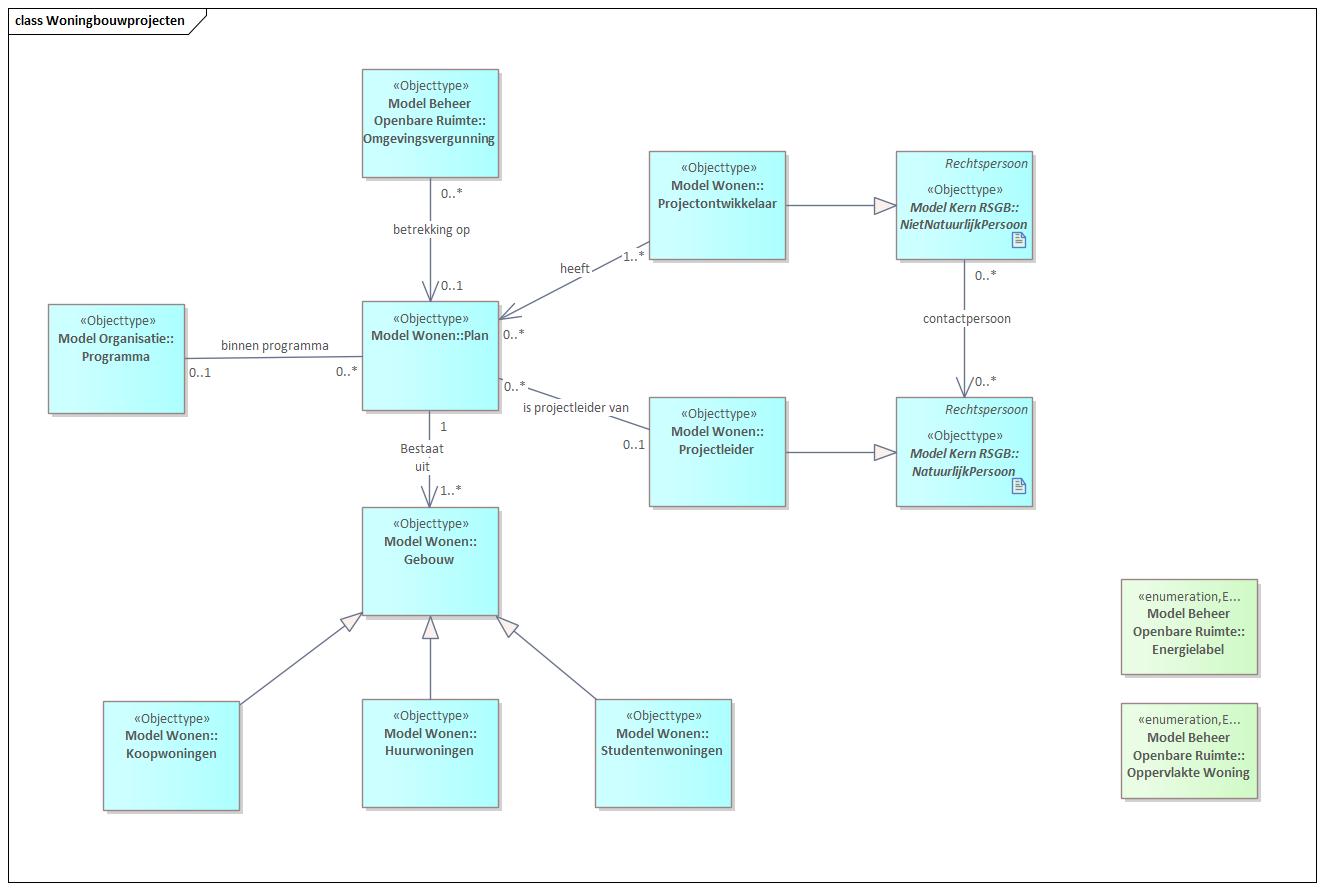 class Woningbouwprojecten
«Objecttype»
Model Beheer
Openbare Ruimte::
Omgevingsvergunning
0..*
betrekking op
0..1
«Objecttype»
Model Wonen::
Projectontwikkelaar
Rechtspersoon
«Objecttype»
Model Kern RSGB::
NietNatuurlijkPersoon
1..*
heeft
0..*
0..*
contactpersoon
0..*
«Objecttype»
Model Organisatie::
Programma
binnen programma
0..1
0..*
«Objecttype»
Model Wonen::Plan
0..*
is projectleider van
0..1
«Objecttype»
Model Wonen::
Projectleider
Rechtspersoon
«Objecttype»
Model Kern RSGB::
NatuurlijkPersoon
1
Bestaat
uit
1..*
«Objecttype»
Model Wonen::
Gebouw
«Objecttype»
Model Wonen::
Koopwoningen
«Objecttype»
Model Wonen::
Huurwoningen
«Objecttype»
Model Wonen::
Studentenwoningen
«enumeration,E...
Model Beheer
Openbare Ruimte::
Energielabel
«enumeration,E...
Model Beheer
Openbare Ruimte::
Oppervlakte Woning